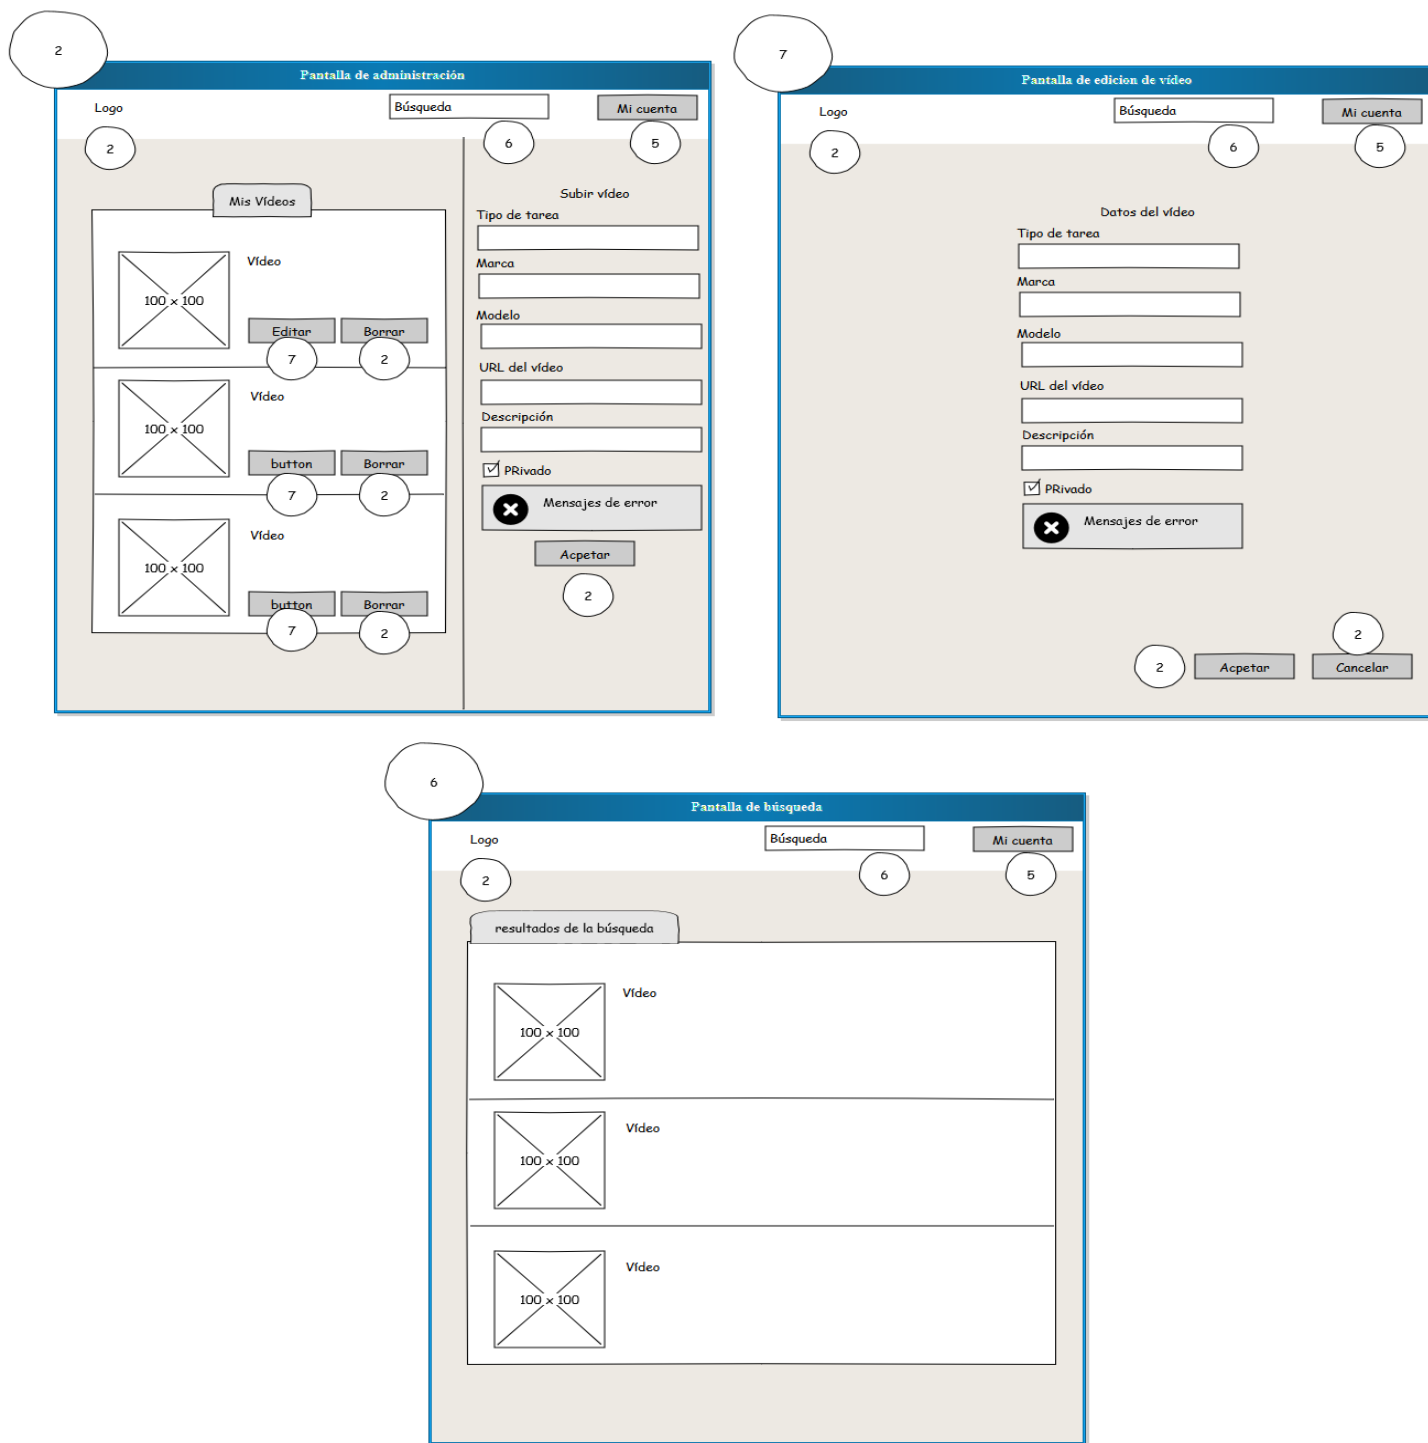 2
Pantalla de administración
Logo
Búsqueda
Mi cuenta
2
6
5
Mis Vídeos
Vídeo
100 x 100
Editar
Borrar
7
2
Vídeo
100 x 100
button
Borrar
7
2
Vídeo
100 x 100
button
Borrar
7
2
Subir vídeo
Tipo de tarea
Marca
Modelo
URL del vídeo
Descripción
PRivado
Mensajes de error
Acpetar
2
7
Pantalla de edicion de vídeo
Logo
Búsqueda
Mi cuenta
2
6
5
Datos del vídeo
Tipo de tarea
Marca
Modelo
URL del vídeo
Descripción
PRivado
Mensajes de error
2
2
Acpetar
Cancelar
6
Pantalla de búsqueda
Logo
Búsqueda
Mi cuenta
2
6
5
resultados de la búsqueda
Vídeo
100 x 100
Vídeo
100 x 100
Vídeo
100 x 100